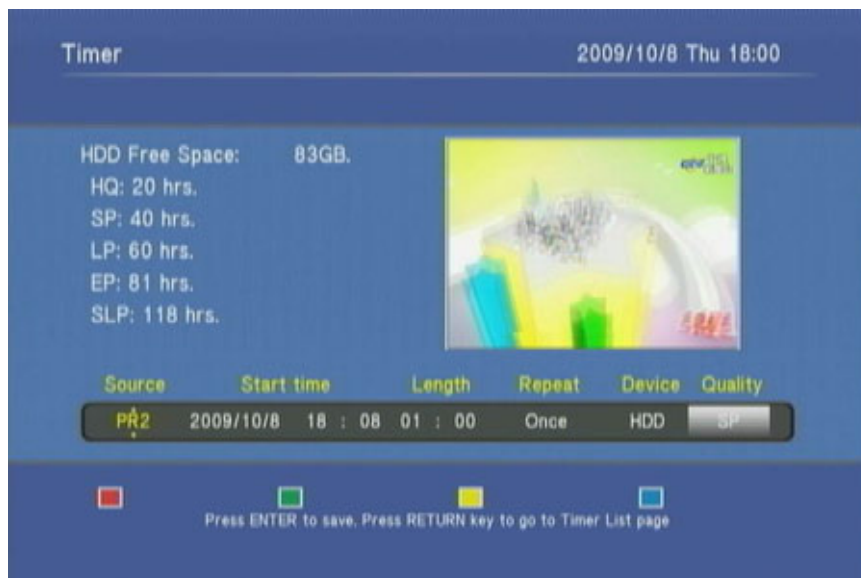 Timer 2009/10/8 Thu 18:00
HDD Free Space: 83GB.
HQ: 20 hrs.
SP: 40 hrs.
LP: 60 hrs.
EP: 81 hrs.
SLP: 118 hrs.
Source Start time Length Repeat Device Quality
PR2 2009/10/8 18 : 08 01 : 00 Once HDD SP
Press ENTER to save. Press RETURN key to go to Timer List page